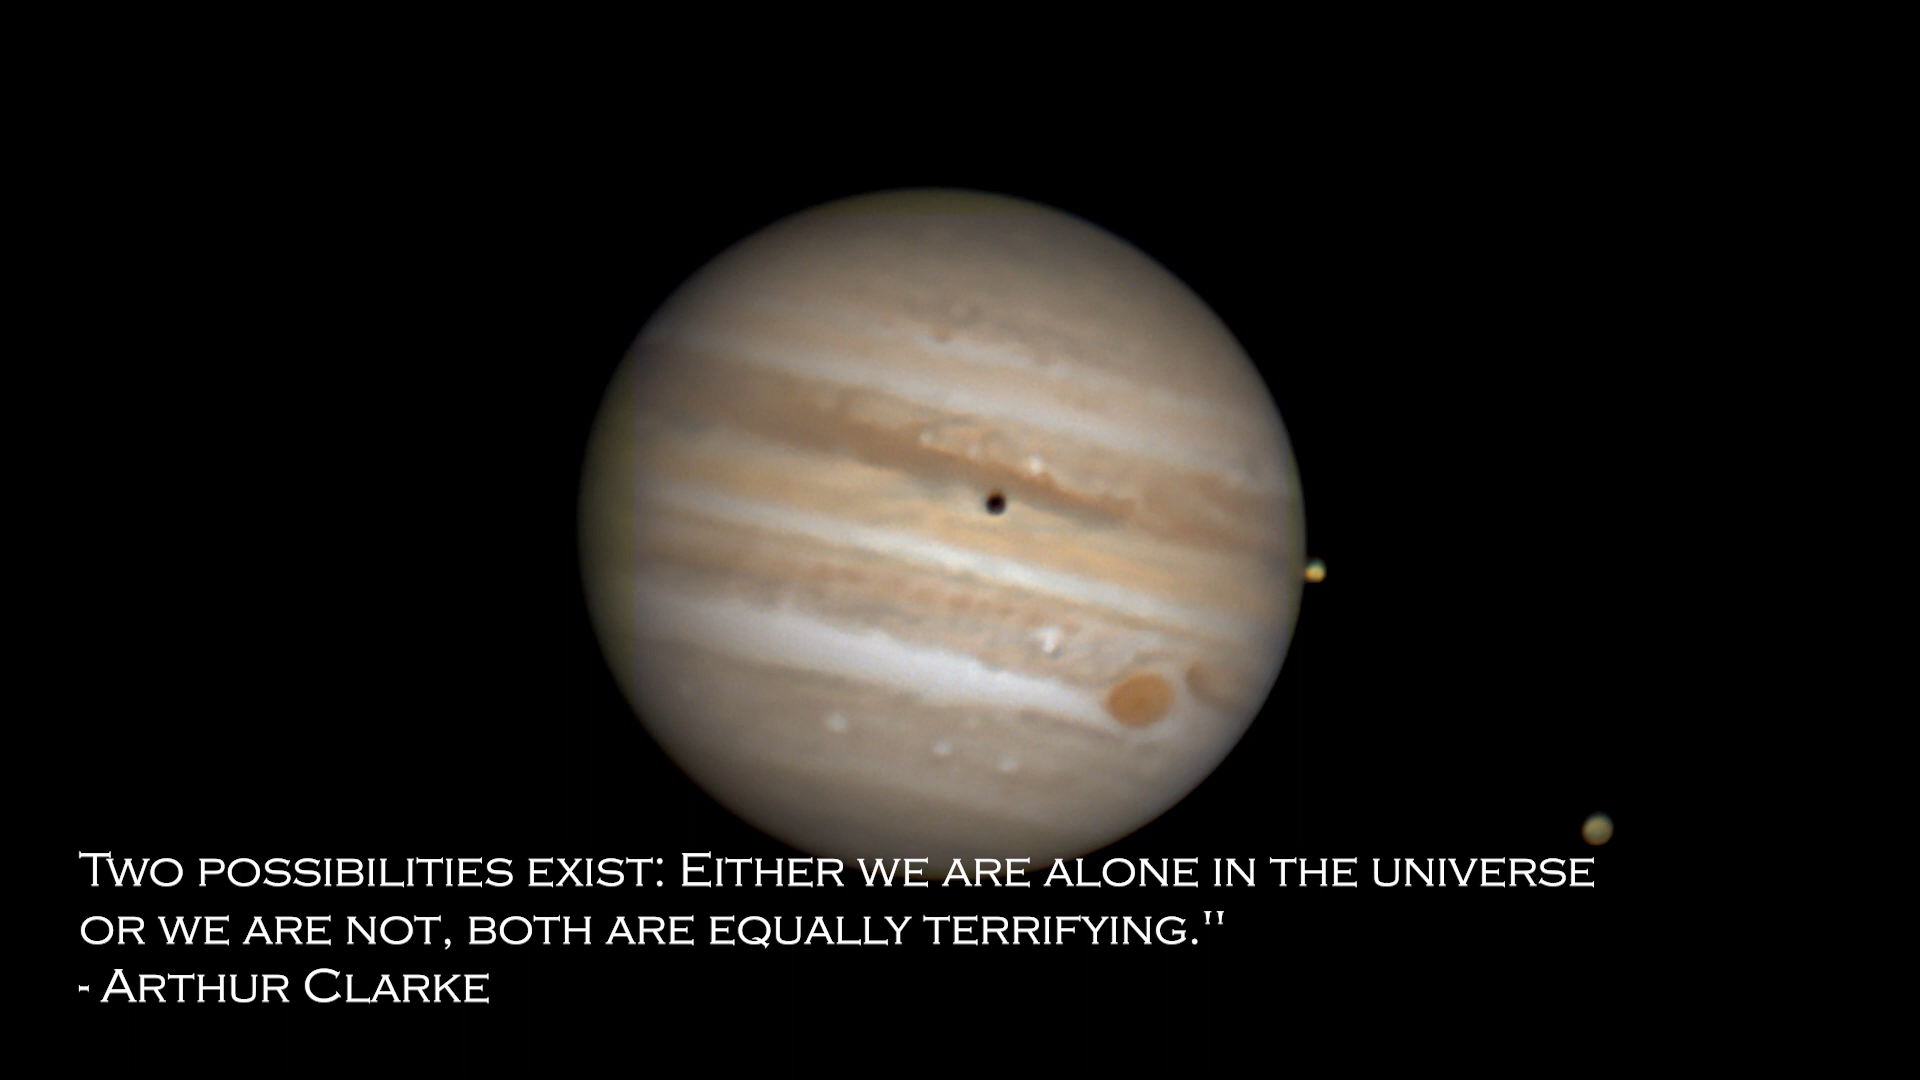 Two possibilities exist: Either we are alone in the universe
or we are not, both are equally terrifying."
- Arthur Clarke